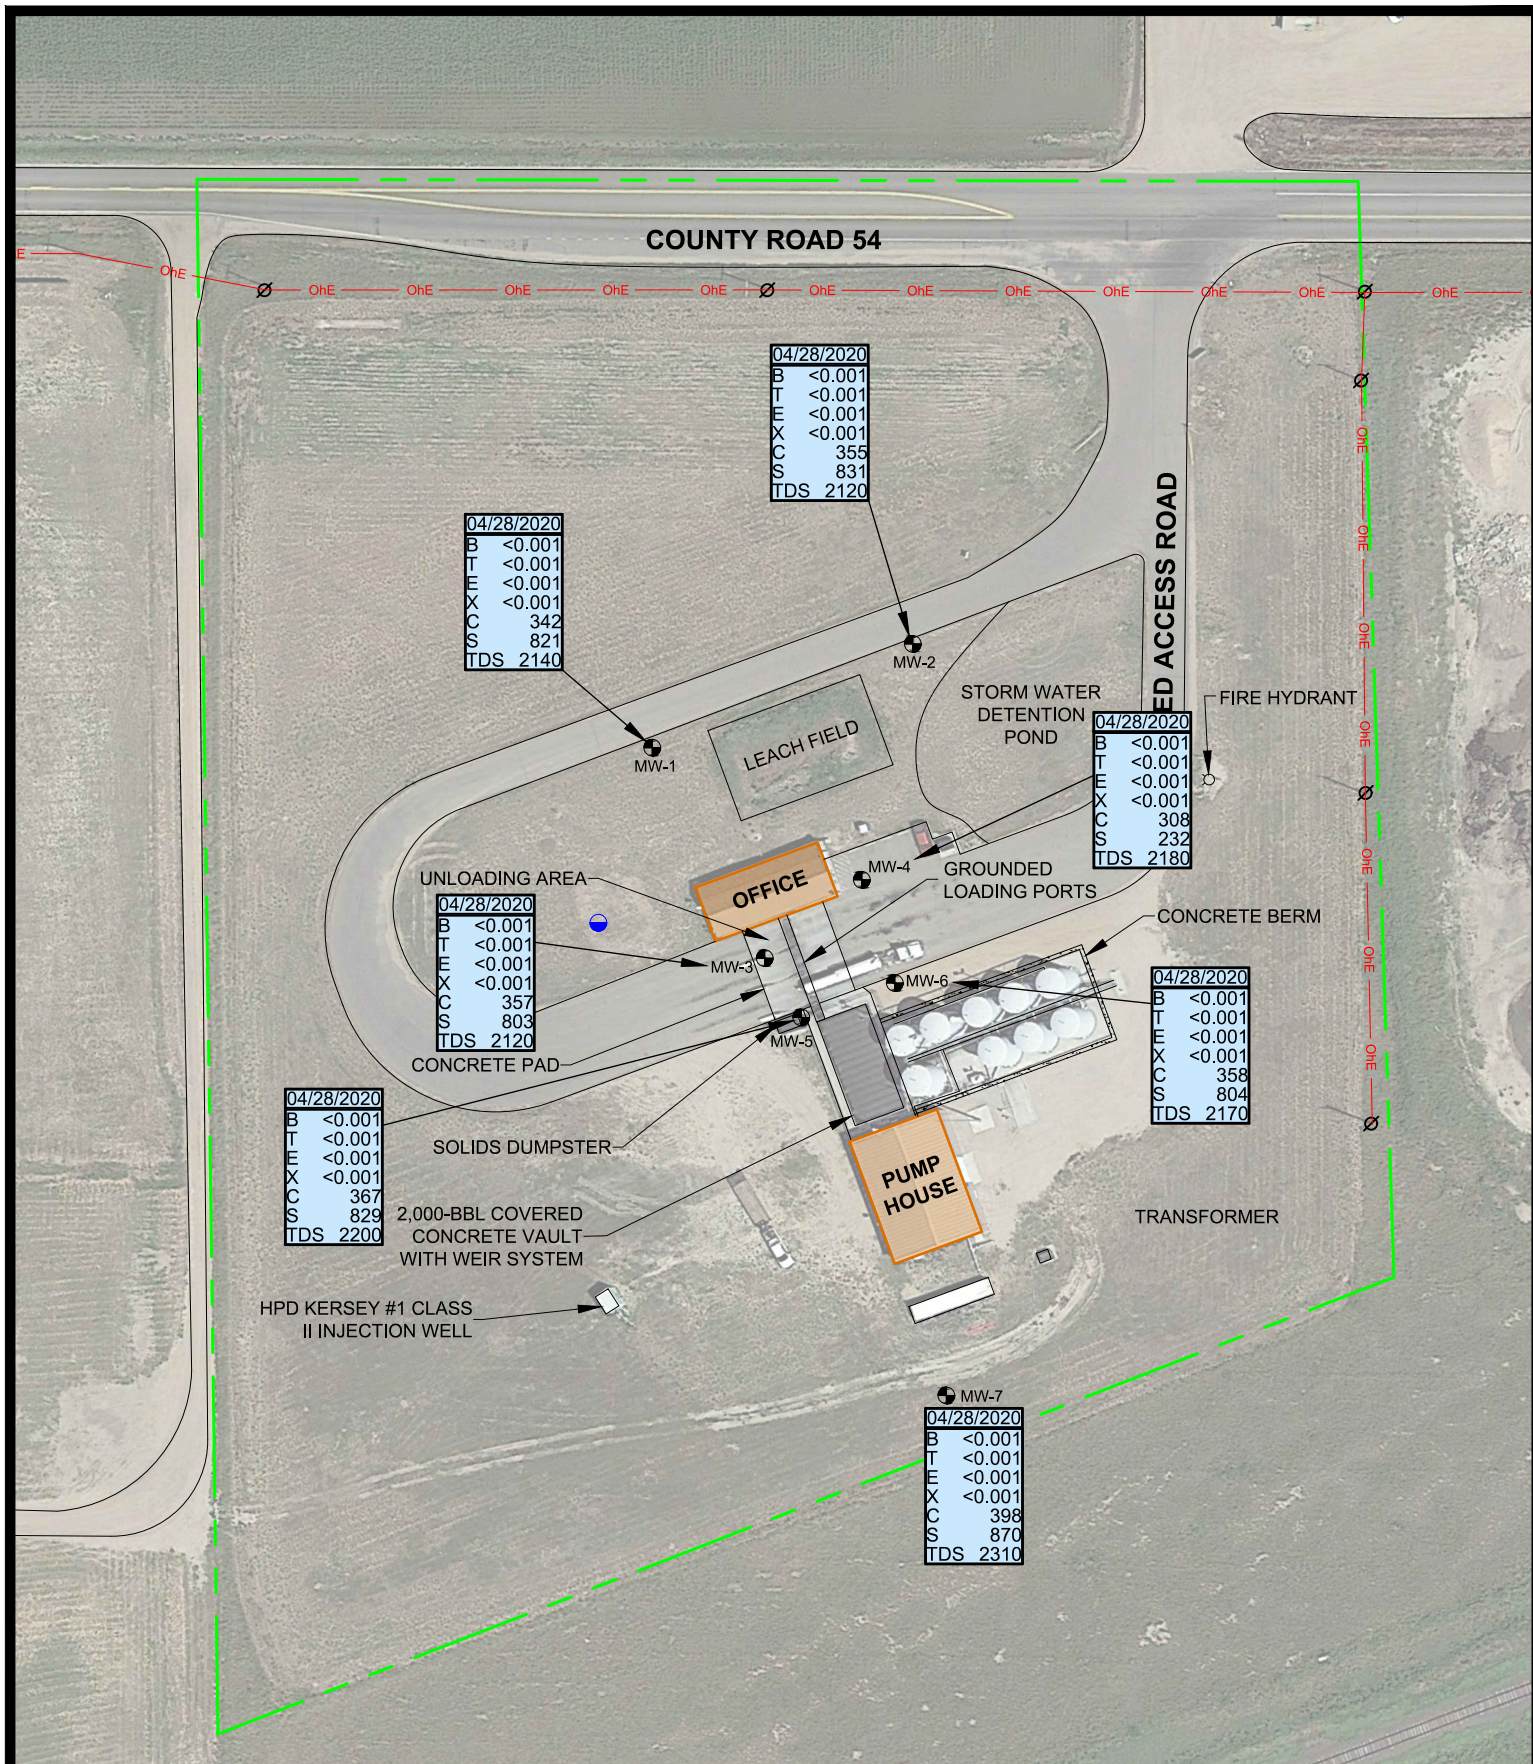 COUNTY ROAD 54
E
OhE
OhE
OhE
OhE
OhE
OhE
OhE
OhE
OhE
OhE
OhE
OhE
OhE
04/28/2020
B <0.001
T <0.001
E <0.001
X <0.001
C 355
S 831
TDS 2120
OhE
04/28/2020
B <0.001
T <0.001
E <0.001
X <0.001
C 342
S 821
TDS 2140
OhE
ED ACCESS ROAD
OhE
MW-2
MW-1
LEACH FIELD
STORM WATER
DETENTION
POND
FIRE HYDRANT
OhE
04/28/2020
B <0.001
T <0.001
E <0.001
X <0.001
C 308
S 232
TDS 2180
OhE
MW-4
GROUNDED
LOADING PORTS
UNLOADING AREA
OFFICE
04/28/2020
B <0.001
T <0.001
E <0.001
X <0.001
C 357
S 803
TDS 2120
CONCRETE BERM
OhE
MW-3
MW-6
04/28/2020
B <0.001
T <0.001
E <0.001
X <0.001
C 358
S 804
TDS 2170
MW-5
CONCRETE PAD
OhE
04/28/2020
B <0.001
T <0.001
E <0.001
X <0.001
C 367
S 829
TDS 2200
SOLIDS DUMPSTER
PUMP
HOUSE
2,000-BBL COVERED
CONCRETE VAULT
WITH WEIR SYSTEM
TRANSFORMER
HPD KERSEY #1 CLASS
II INJECTION WELL
MW-7
04/28/2020
B <0.001
T <0.001
E <0.001
X <0.001
C 398
S 870
TDS 2310